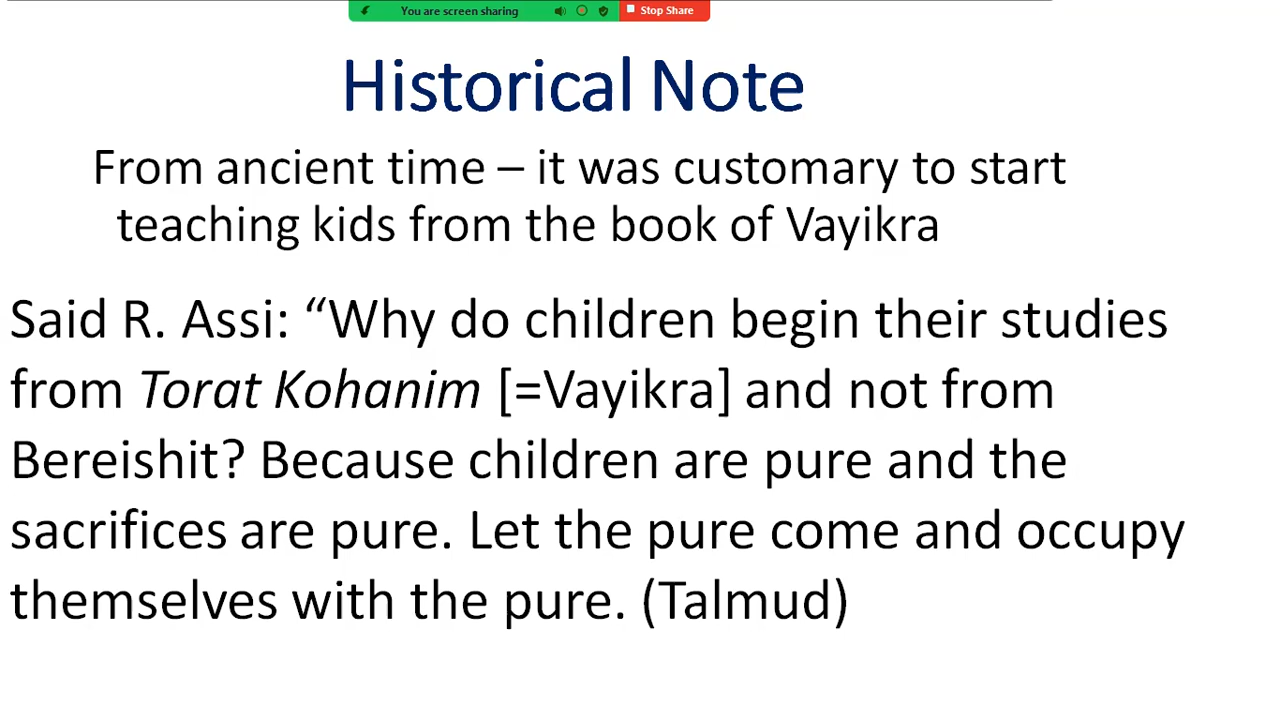 You are screen sharing Stop Share
Historical Note
From ancient time – it was customary to start
teaching kids from the book of Vayikra
Said R. Assi: “Why do children begin their studies
from Torat Kohanim [=Vayikra] and not from
Bereishit? Because children are pure and the
sacrifices are pure. Let the pure come and occupy
themselves with the pure. (Talmud)